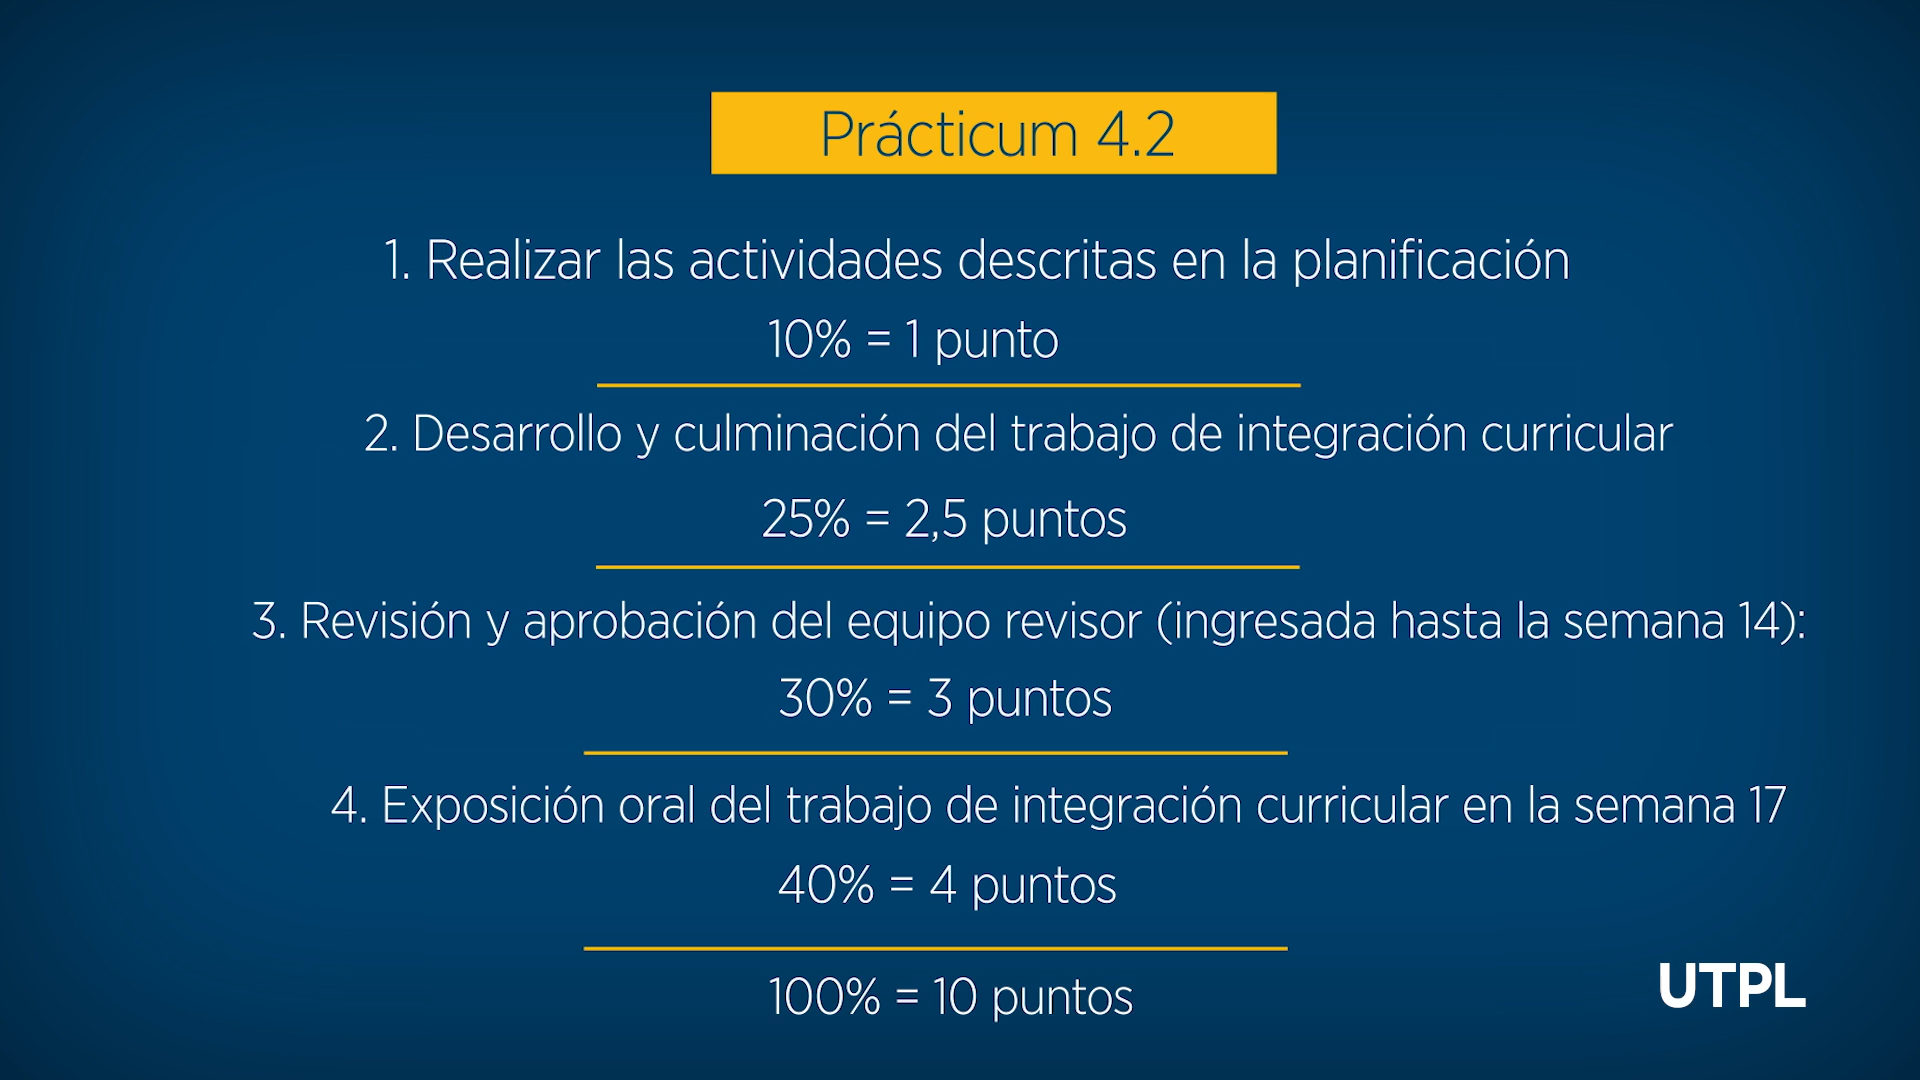 Prácticum 4.2
1. Realizar las actividades descritas en la planificación
10% = 1 punto
2. Desarrollo y culminación del trabajo de integración curricular
25% = 2,5 puntos
3. Revisión y aprobación del equipo revisor (ingresada hasta la semana 14):
30% = 3 puntos
4. Exposición oral del trabajo de integración curricular en la semana 17
40% = 4 puntos
100% = 10 puntos
UTPL